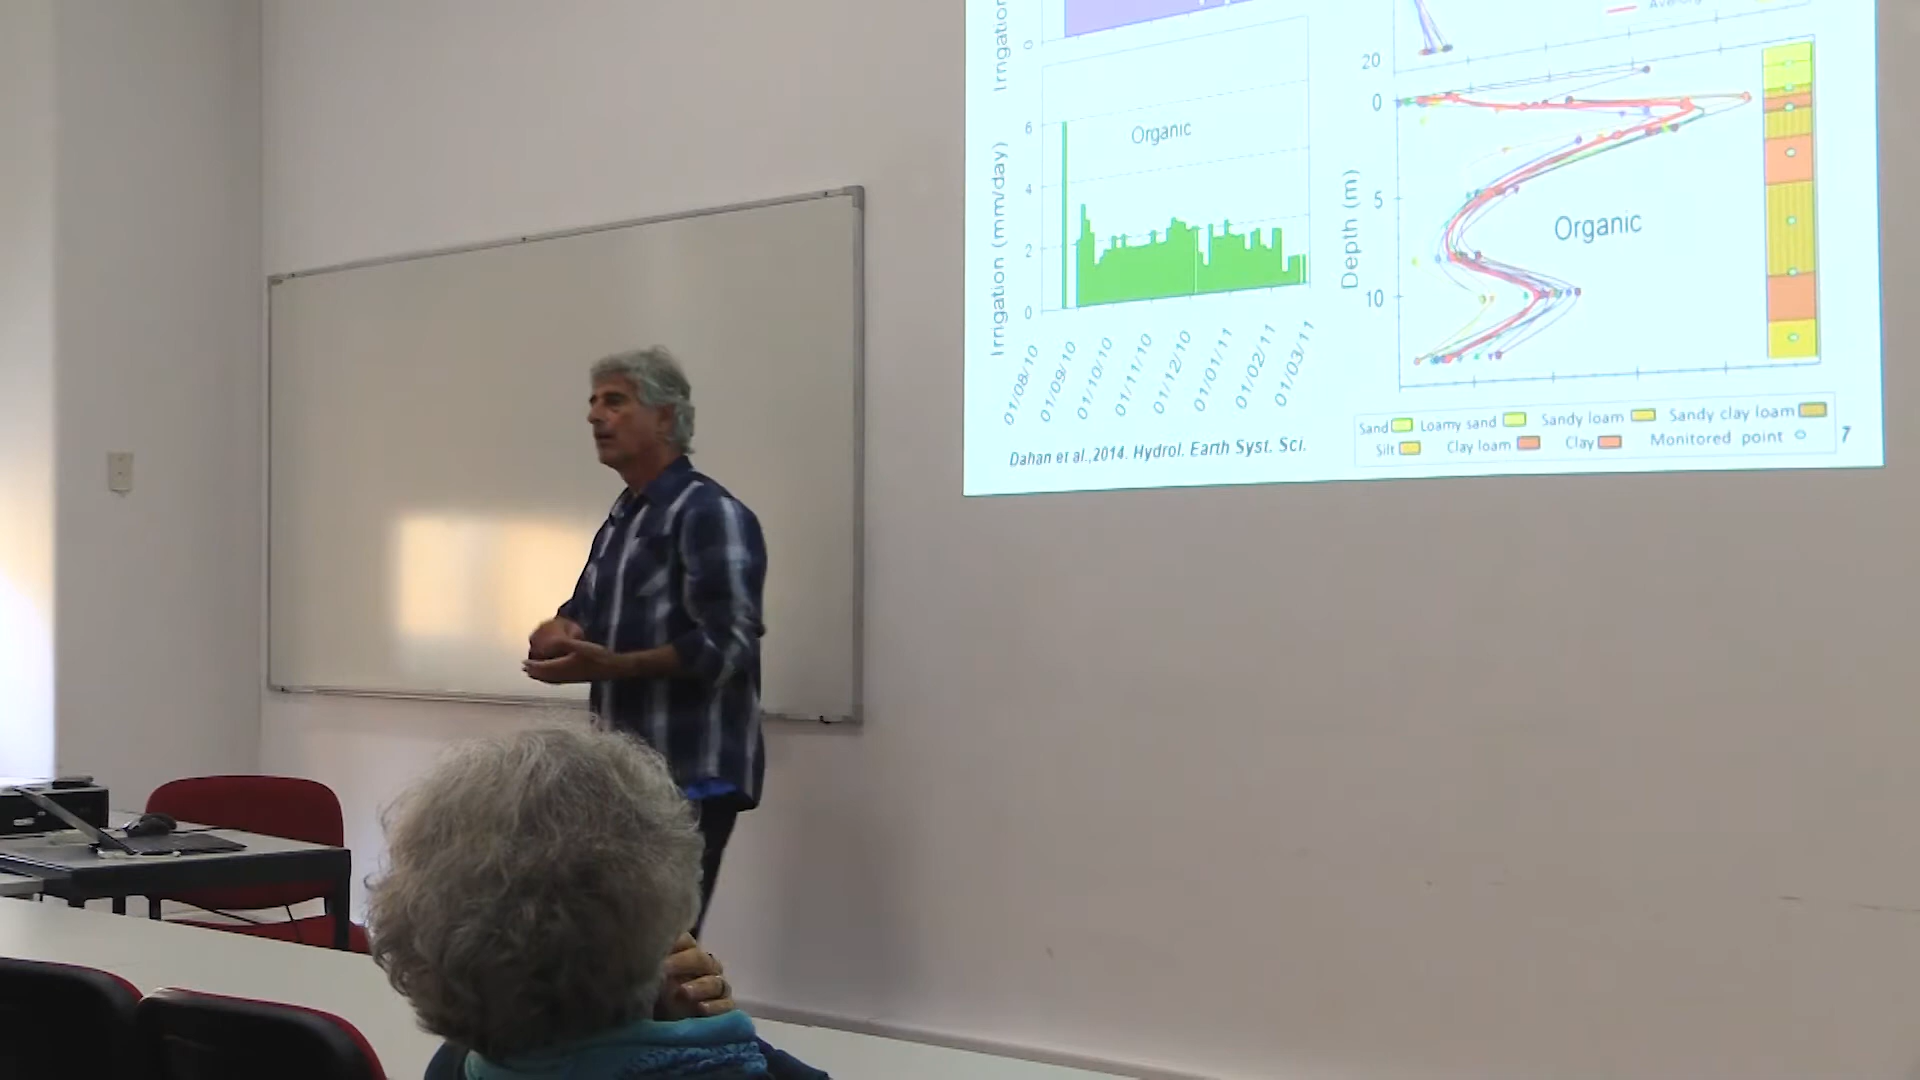 Irrigation
0
Irrigation (mm/day)
6
4
2
0
Organic
01/08/10
01/09/10
01/10/10
01/11/10
01/12/10
01/01/11
01/02/11
01/03/11
Dahan et al.,2014. Hydrol. Earth Syst. Sci.
20
0
5
10
Depth (m)
Organic
Sand Loamy sand Sandy loam Sandy clay loam
Silt Clay loam Clay Monitored point
7